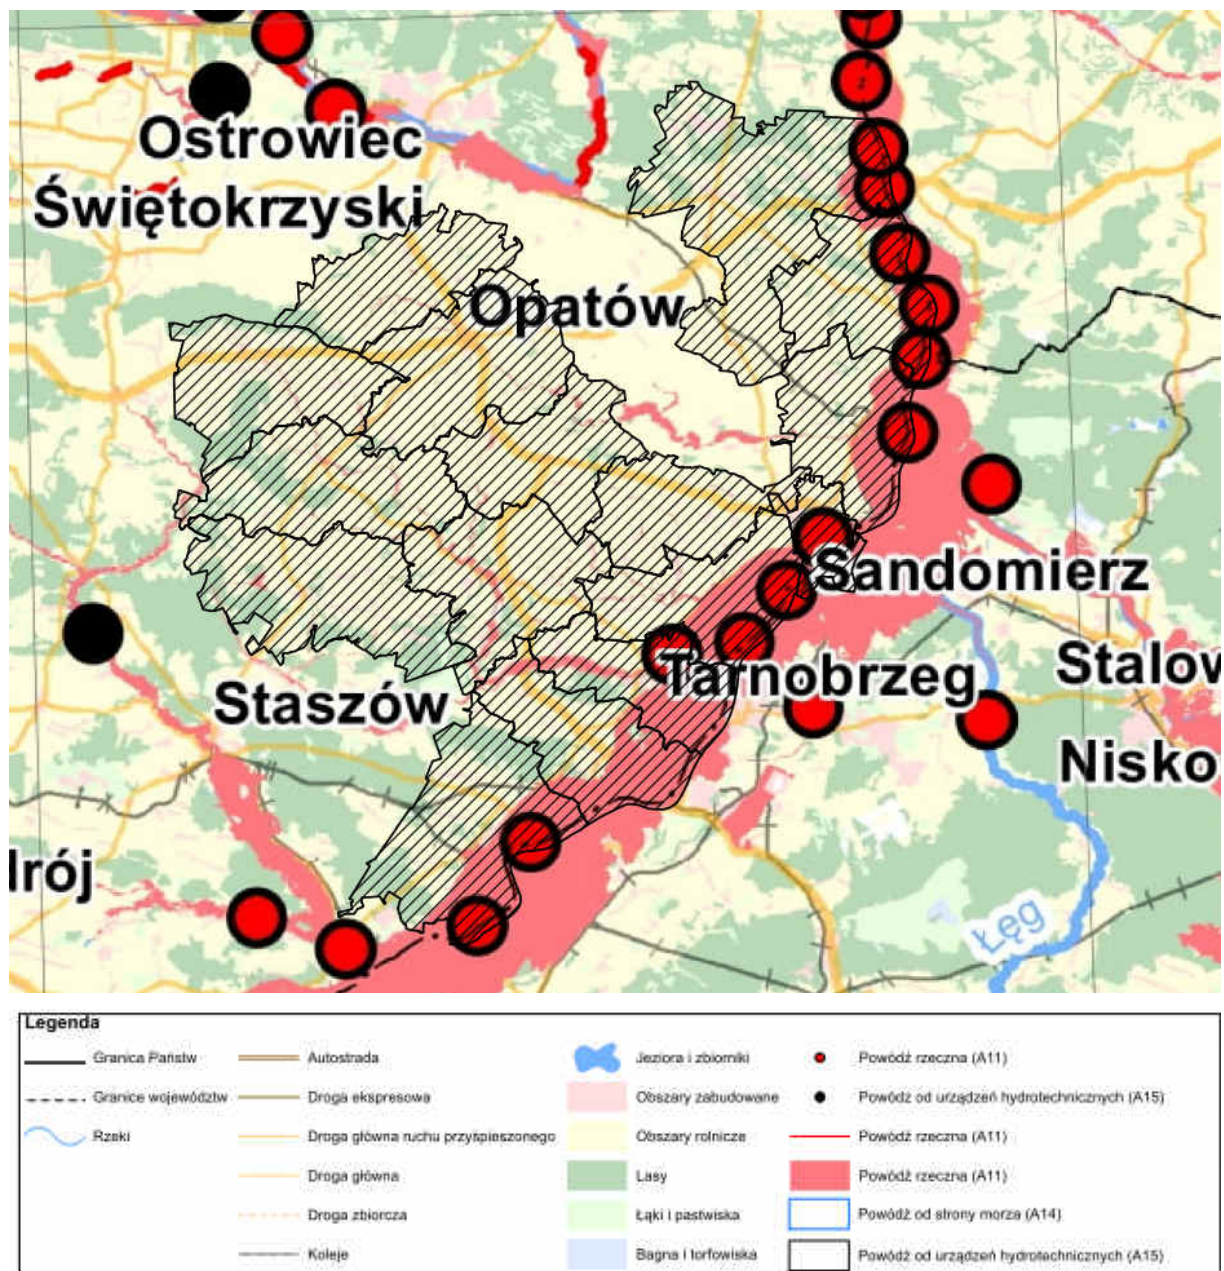 Ostrowiec
Świętokrzyski
Opatów
Sandomierz
Tarnobrzeg
Stalow
Staszów
Nisko
lrój
Łęg
Legenda
Granica Państw
Granice województw
Rzeki
Autostrada
Droga ekspresowa
Droga główna ruchu przyśpieszonego
Droga główna
Droga zbiorcza
Koleje
Jeziora i zbiorniki
Obszary zabudowane
Obszary rolnicze
Lasy
Łąki i pastwiska
Bagna i torfowiska
Powódź rzeczna (A11)
Powódź od urządzeń hydrotechnicznych (A15)
Powódź rzeczna (A11)
Powódź rzeczna (A11)
Powódź od strony morza (A14)
Powódź od urządzeń hydrotechnicznych (A15)